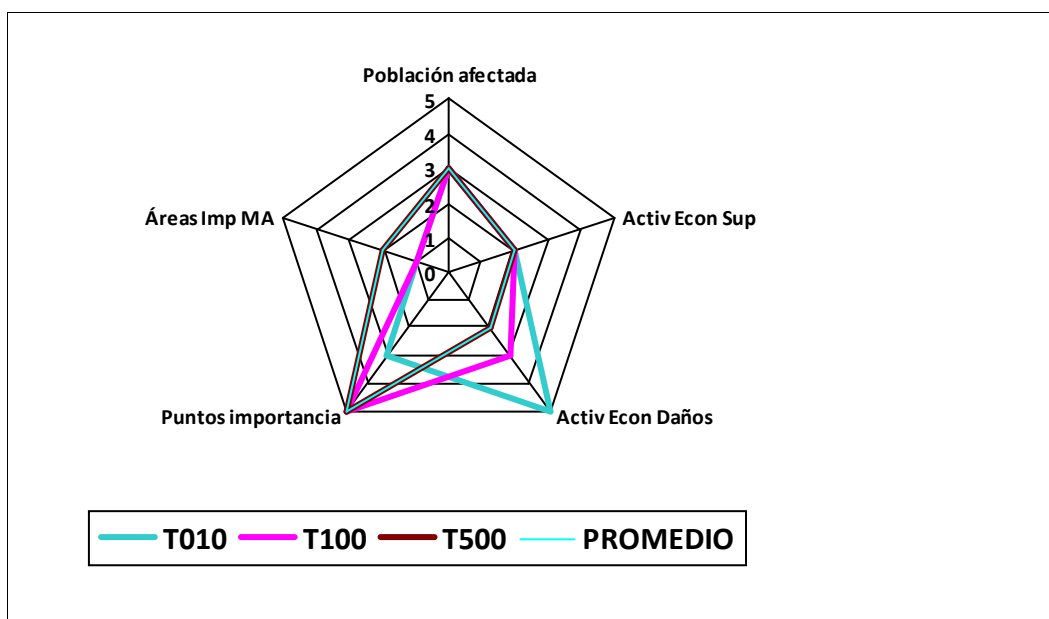 Población afectada
5
4
3
2
1
0
Áreas Imp MA
Activ Econ Sup
Puntos importancia
Activ Econ Daños
T010 T100 T500 PROMEDIO